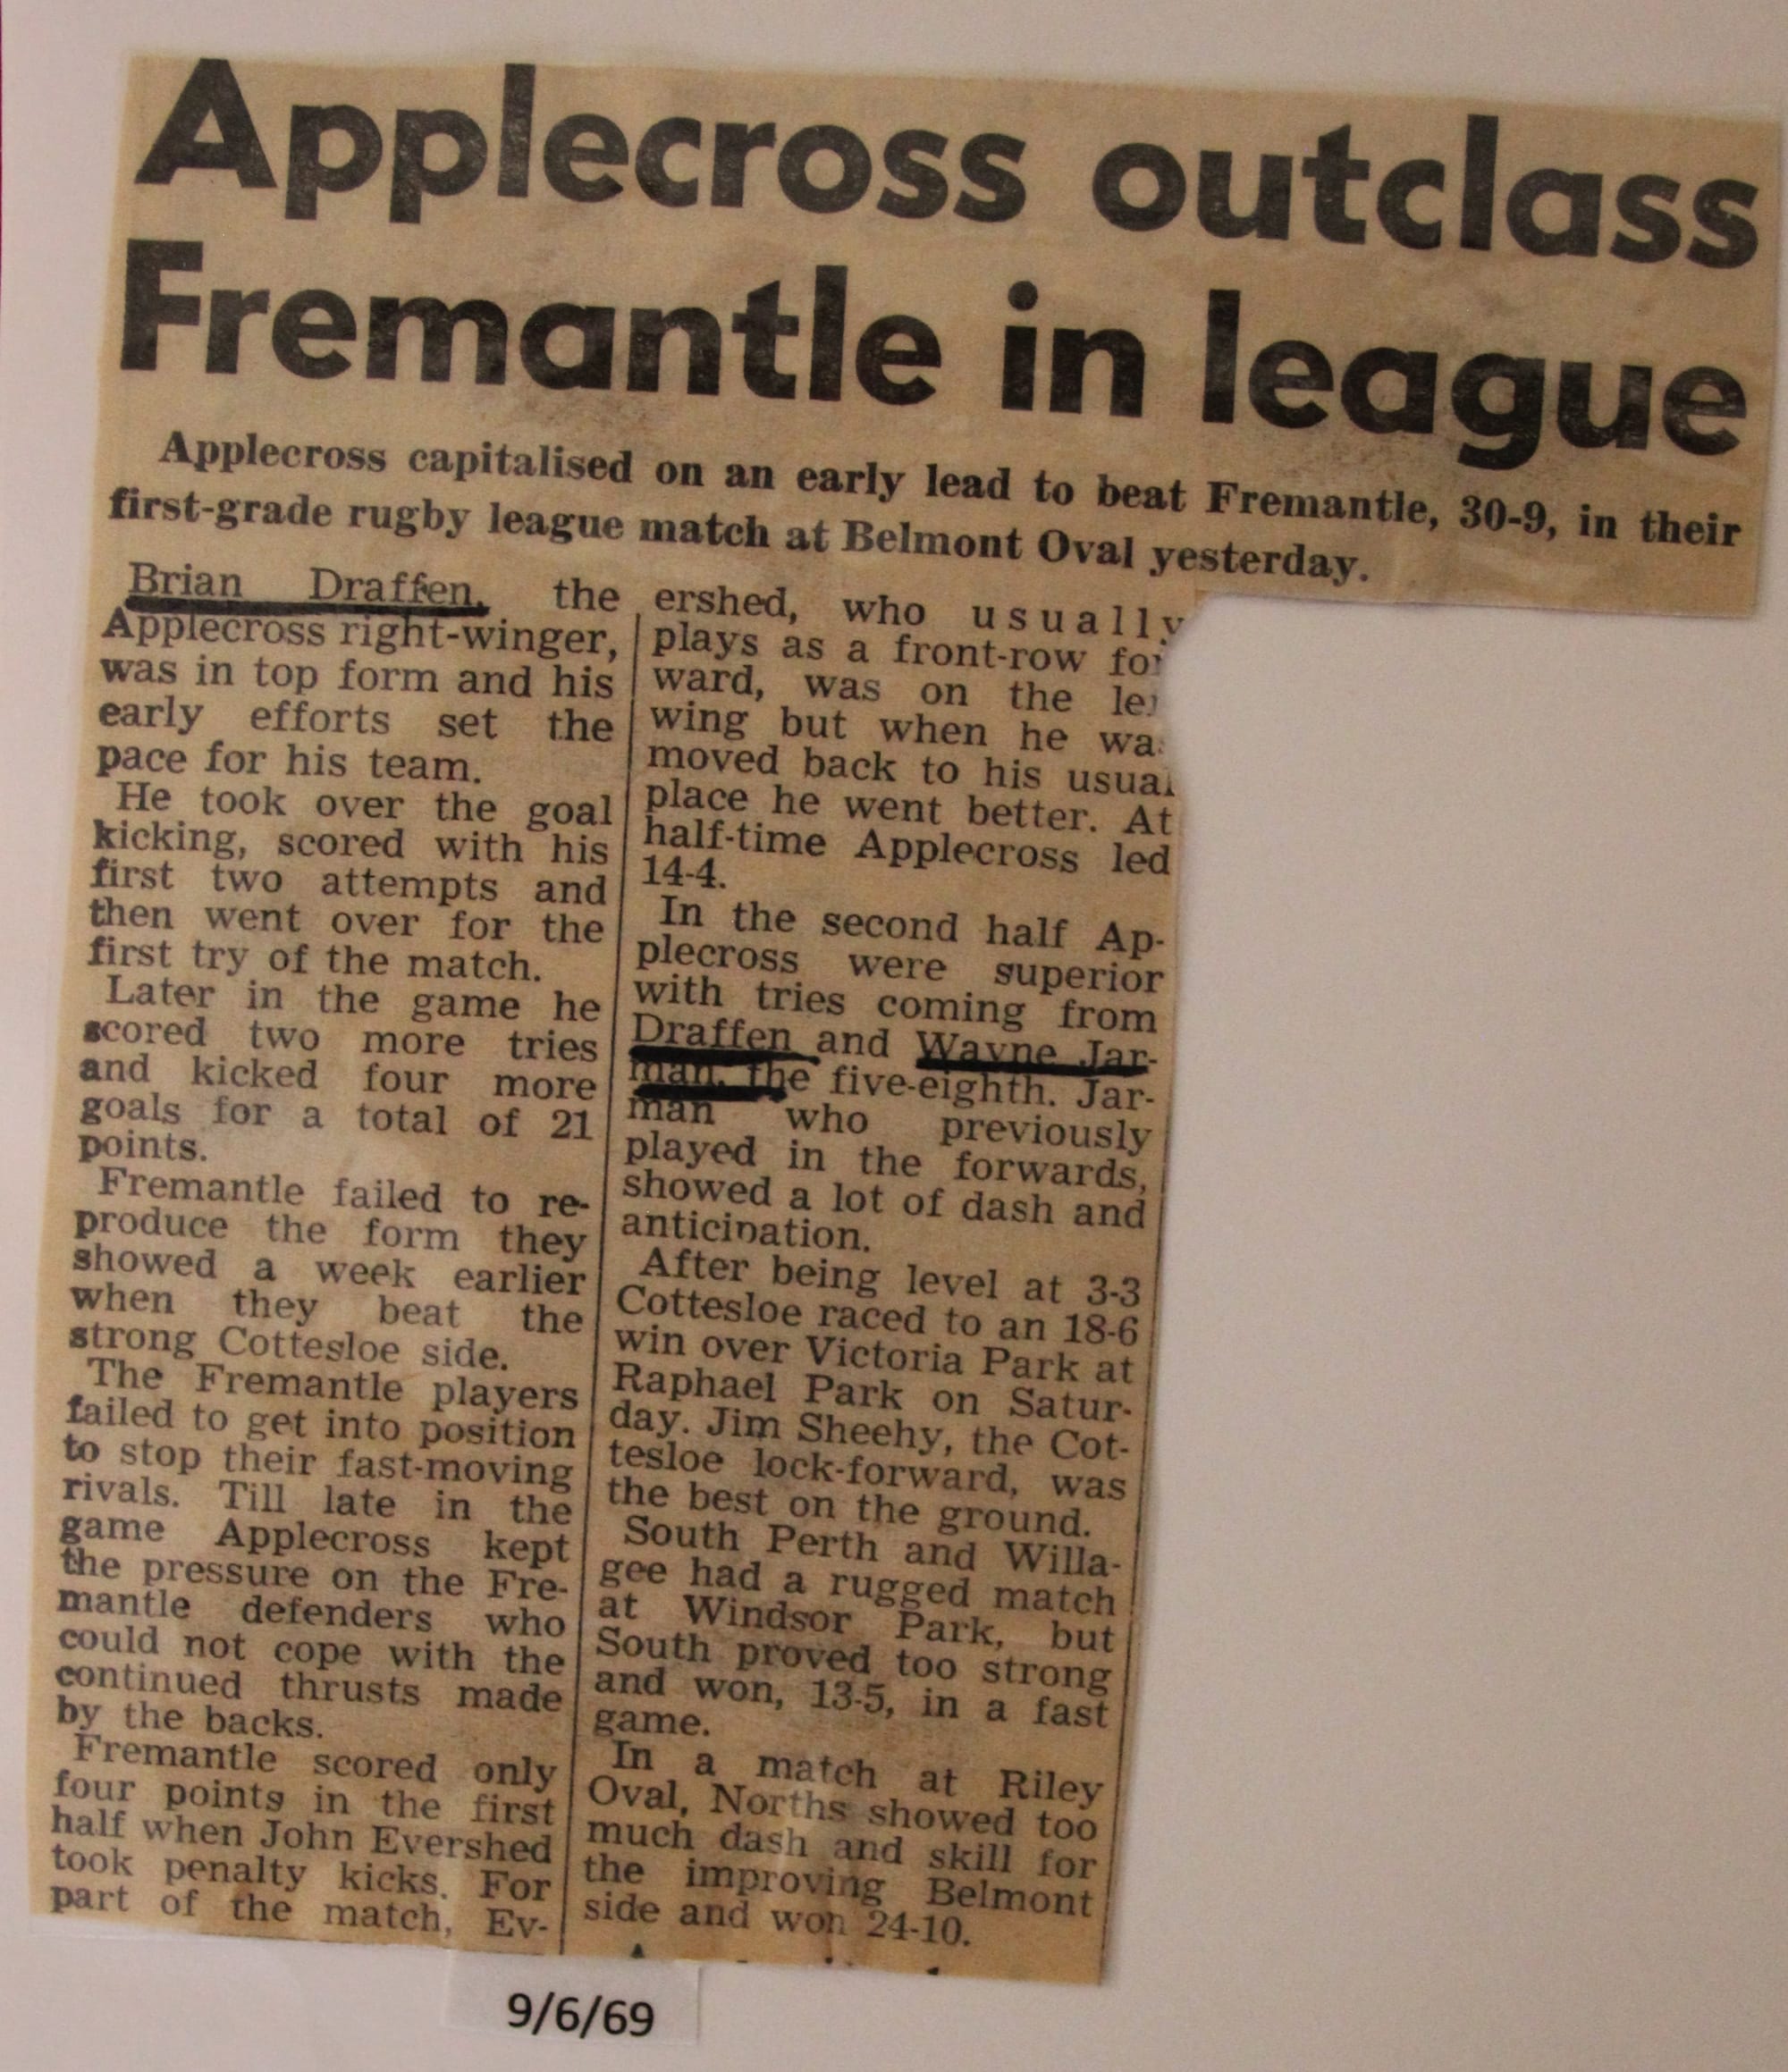 Applecross outclass
Fremantle in league
Applecross capitalised on an early lead to beat Fremantle, 30-9, in their
first-grade rugby league match at Belmont Oval yesterday.
Brian Draffen, the
Applecross right-winger,
was in top form and his
early efforts set the
pace for his team.
He took over the goal
kicking, scored with his
first two attempts and
then went over for the
first try of the match.
Later in the game he
scored two more tries
and kicked four more
goals for a total of 21
points.
Fremantle failed to re-
produce the form they
showed a week earlier
when they beat the
strong Cottesloe side.
The Fremantle players
failed to get into position
to stop their fast-moving
rivals. Till late in the
game Applecross kept
the pressure on the Fre-
mantle defenders who
could not cope with the
continued thrusts made
by the backs.
Fremantle scored only
four points in the first
half when John Evershed
took penalty kicks. For
part of the match, Ev-
ershed, who usually
plays as a front-row
ward, was on the
wing but when he
moved back to his usual
place he went better. At
half-time Applecross led
14-4.
In the second half Ap-
plecross were superior
with tries coming from
Draffen and Wayne Jar-
man, the five-eighth. Jar-
man who previously
played in the forwards,
showed a lot of dash and
anticipation.
After being level at 3-3
Cottesloe raced to an 18-6
win over Victoria Park at
Raphael Park on Satur-
day. Jim Sheehy, the Cot-
tesloe lock-forward, was
the best on the ground.
South Perth and Willa-
gee had a rugged match
at Windsor Park, but
South proved too strong
and won, 13-5, in a fast
game.
In a match at Riley
Oval, Norths showed too
much dash and skill for
the improving Belmont
side and won 24-10.
9/6/69